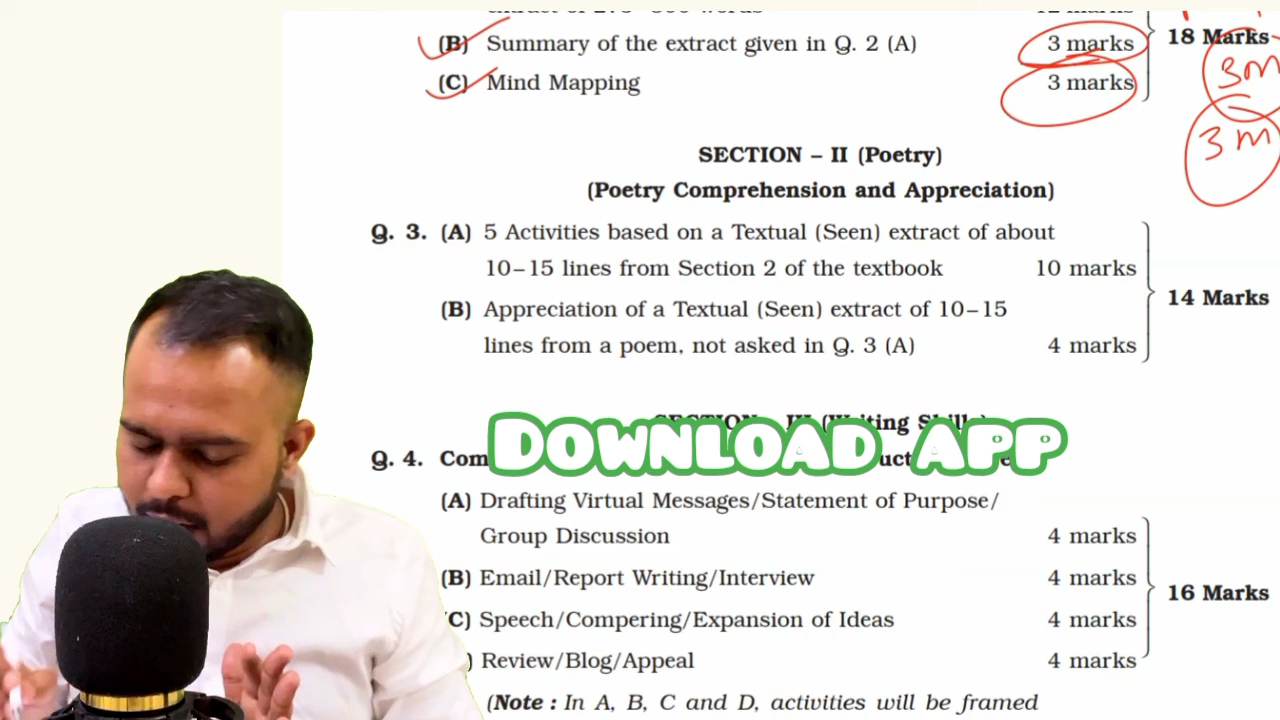 (B) Summary of the extract given in Q. 2 (A) 3 marks
18 Marks
(C) Mind Mapping 3 marks
3m
3m
SECTION – II (Poetry)
(Poetry Comprehension and Appreciation)
Q. 3. (A) 5 Activities based on a Textual (Seen) extract of about
10–15 lines from Section 2 of the textbook 10 marks
14 Marks
(B) Appreciation of a Textual (Seen) extract of 10–15
lines from a poem, not asked in Q. 3 (A) 4 marks
DOWNLOAD APP
Q. 4.
(A) Drafting Virtual Messages/Statement of Purpose/
Group Discussion 4 marks
(B) Email/Report Writing/Interview 4 marks
16 Marks
C) Speech/Compering/Expansion of Ideas 4 marks
) Review/Blog/Appeal 4 marks
(Note : In A, B, C and D, activities will be framed